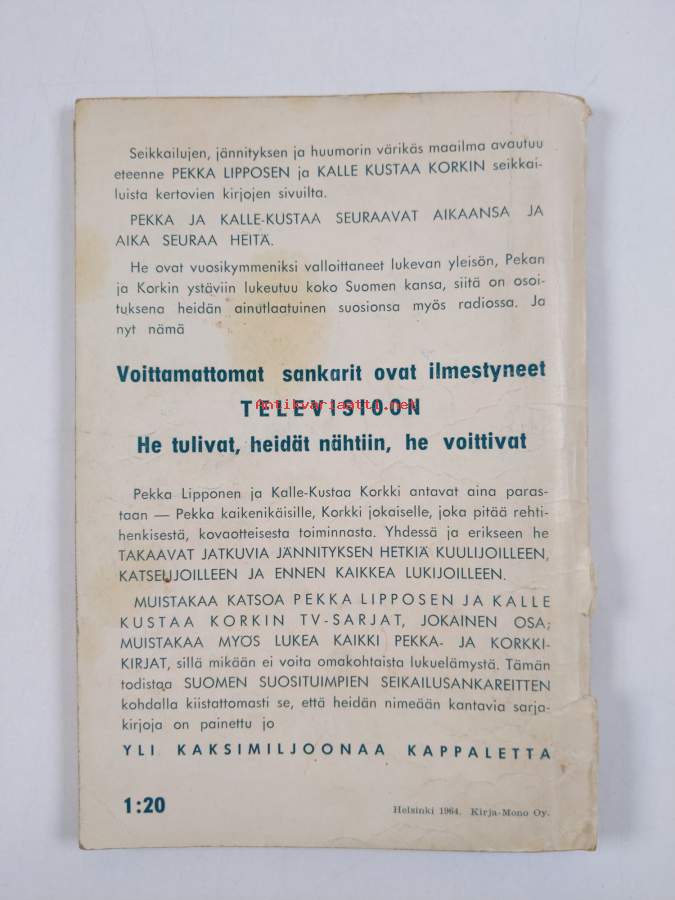 Seikkailujen, jännityksen ja huumorin värikäs maailma avautuu
eteenne PEKKA LIPPOSEN ja KALLE KUSTAA KORKIN seikkai-
luista kertovien kirjojen sivuilta.
PEKKA JA KALLE-KUSTAA SEURAAVAT AIKAANSA JA
AIKA SEURAA HEITÄ.
He ovat vuosikymmeniksi valloittaneet lukevan yleisön, Pekan
ja Korkin ystäviin lukeutuu koko Suomen kansa, siitä on osoi-
tuksena heidän ainutlaatuinen suosionsa myös radiossa. Ja
nyt nämä
Voittamattomat sankarit ovat ilmestyneet
TELEVISIOON
Antikvariaatti.net
He tulivat, heidät nähtiin, he voittivat
Pekka Lipponen ja Kalle-Kustaa Korkki antavat aina paras-
taan — Pekka kaikenikäisille, Korkki jokaiselle, joka pitää rehti-
henkisestä, kovaotteisesta toiminnasta. Yhdessä ja erikseen he
TAKAAVAT JATKUVIA JÄNNITYKSEN HETKIÄ KUULIJOILLEEN,
KATSELIJOILLEEN JA ENNEN KAIKKEA LUKIJOILLEEN.
MUISTAKAA KATSOA PEKKA LIPPOSEN JA KALLE
KUSTAA KORKIN TV-SARJAT, JOKAINEN OSA;
MUISTAKAA MYÖS LUKEA KAIKKI PEKKA- JA KORKKI-
KIRJAT, sillä mikään ei voita omakohtaista lukuelämystä. Tämän
todistaa SUOMEN SUOSITUIMPIEN SEIKAILUSANKAREITTEN
kohdalla kiistattomasti se, että heidän nimeään kantavia sarja-
kirjoja on painettu jo
YLI KAKSIMILJOONAA KAPPALETTA
1:20
Helsinki 1964. Kirja-Mono Oy.